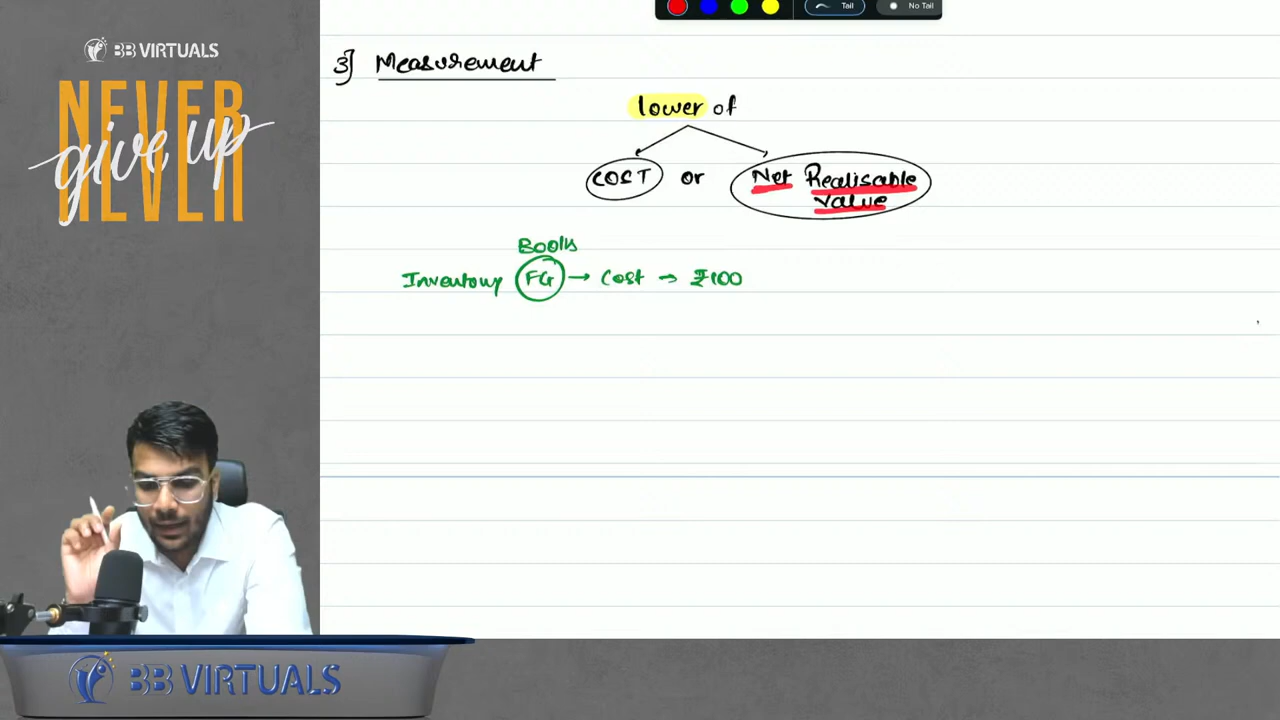 Tail
No Tail
BB VIRTUALS
NEVER
give up
NEVER
3] Measurement
lower of
COST or Net Realisable
Value
Books
Inventory FG → Cost → ₹100
BB VIRTUALS